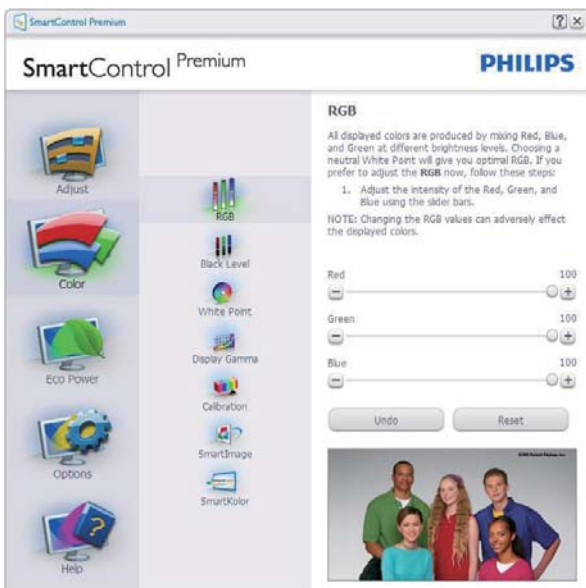 SmartControl Premium
SmartControl Premium
PHILIPS
Adjust
Color
Eco Power
Options
Help
RGB
Black Level
White Point
Display Gamma
Calibration
SmartImage
SmartKolor
RGB
All displayed colors are produced by mixing Red, Blue,
and Green at different brightness levels. Choosing a
neutral White Point will give you optimal RGB. If you
prefer to adjust the RGB now, follow these steps:
1. Adjust the intensity of the Red, Green, and
Blue using the slider bars.
NOTE: Changing the RGB values can adversely effect
the displayed colors.
Red 100
Green 100
Blue 100
Undo Reset